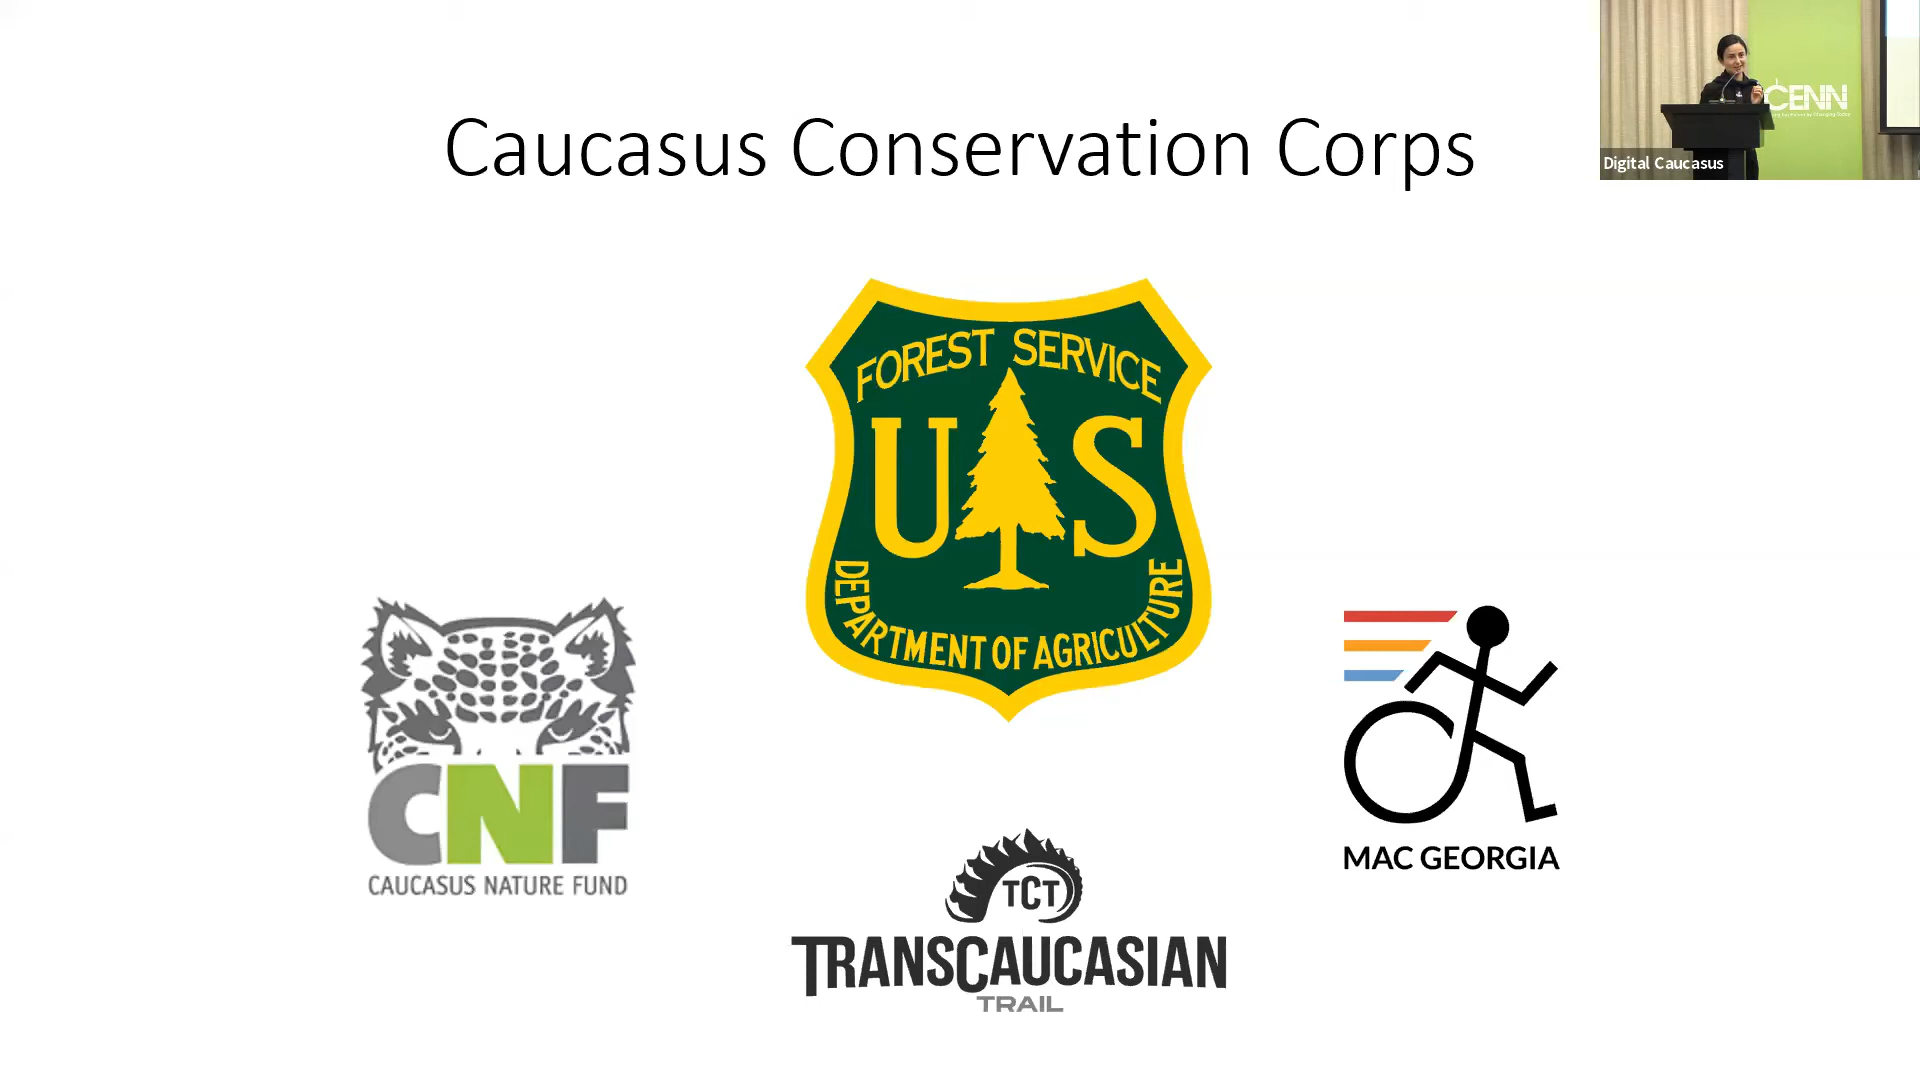 Caucasus Conservation Corps
CENN
Digital Caucasus
FOREST SERVICE
U S
DEPARTMENT OF AGRICULTURE
CNF
CAUCASUS NATURE FUND
MAC GEORGIA
TCT
TRANSCAUCASIAN
TRAIL